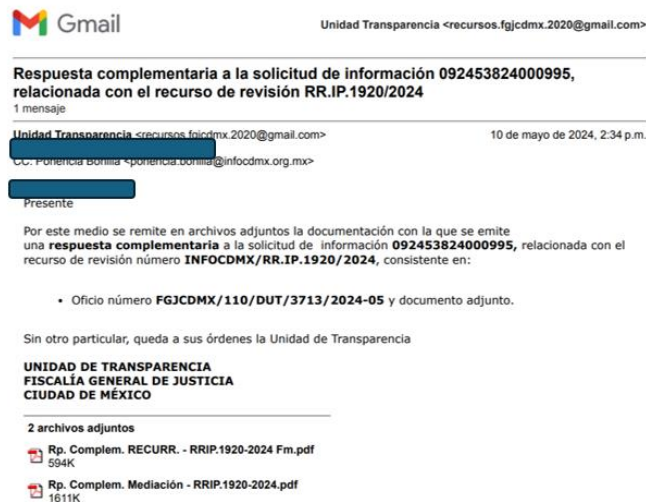 Gmail
Unidad Transparencia <recursos.fgjcdmx.2020@gmail.com>
Respuesta complementaria a la solicitud de información 092453824000995,
relacionada con el recurso de revisión RR.IP.1920/2024
1 mensaje
Unidad Transparencia <recursos.fgjcdmx.2020@gmail.com> 10 de mayo de 2024, 2:34 p.m.
CC: Ponencia Bonilla <ponencia.bonilla@infocdmx.org.mx>
Presente
Por este medio se remite en archivos adjuntos la documentación con la que se emite
una respuesta complementaria a la solicitud de información 092453824000995, relacionada con el
recurso de revisión número INFOCDMX/RR.IP.1920/2024, consistente en:
• Oficio número FGJCDMX/110/DUT/3713/2024-05 y documento adjunto.
Sin otro particular, queda a sus órdenes la Unidad de Transparencia
UNIDAD DE TRANSPARENCIA
FISCALÍA GENERAL DE JUSTICIA
CIUDAD DE MÉXICO
2 archivos adjuntos
Rp. Complem. RECURR. - RRIP.1920-2024 Fm.pdf
594K
Rp. Complem. Mediación - RRIP.1920-2024.pdf
1611K